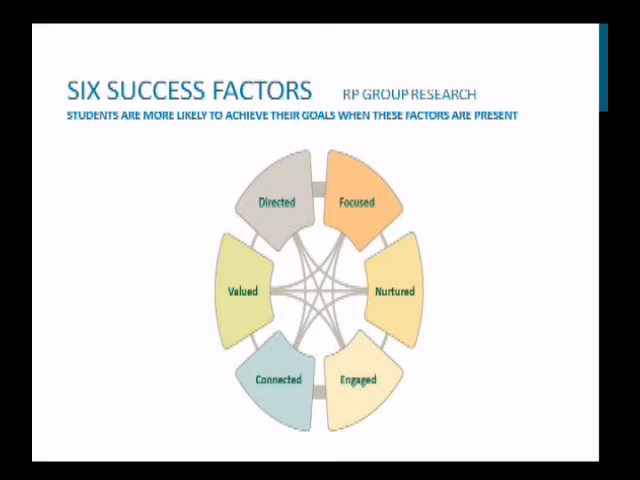 SIX SUCCESS FACTORS RP GROUP RESEARCH
STUDENTS ARE MORE LIKELY TO ACHIEVE THEIR GOALS WHEN THESE FACTORS ARE PRESENT
Directed
Focused
Valued
Nurtured
Connected
Engaged